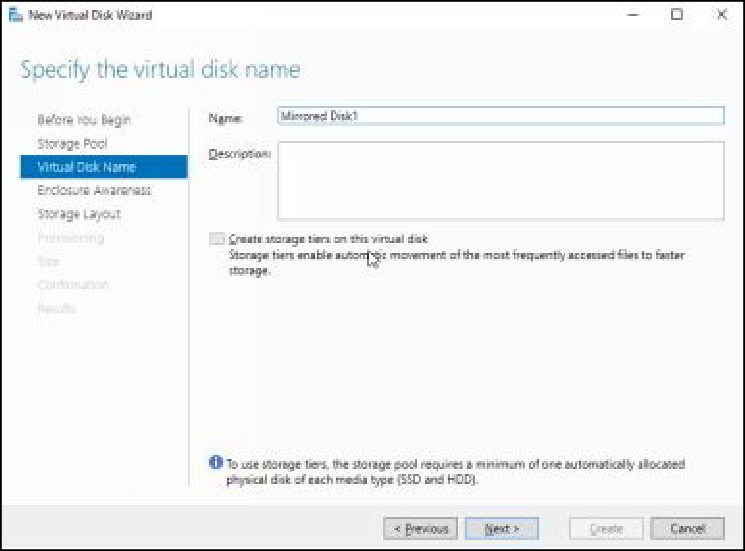 New Virtual Disk Wizard
Specify the virtual disk name
Before You Begin
Storage Pool
Virtual Disk Name
Enclosure Awareness
Storage Layout
Provisioning
Size
Confirmation
Results
Name:
Mirrored Disk1
Description:
Create storage tiers on this virtual disk
Storage tiers enable automatic movement of the most frequently accessed files to faster
storage.
To use storage tiers, the storage pool requires a minimum of one automatically allocated
physical disk of each media type (SSD and HDD).
< Previous
Next >
Create
Cancel